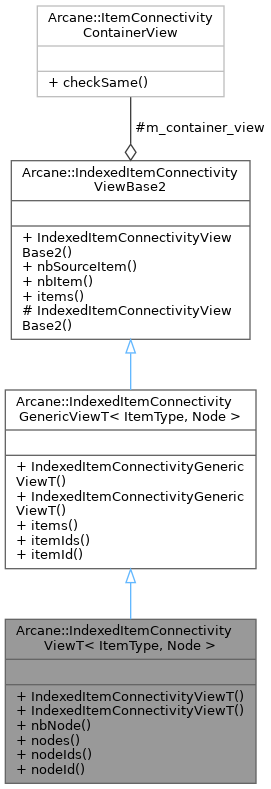 Arcane::ItemConnectivity
ContainerView
+ checkSame()
#m_container_view
Arcane::IndexedItemConnectivity
ViewBase2
+ IndexedItemConnectivityView
Base2()
+ nbSourceItem()
+ nbItem()
+ items()
# IndexedItemConnectivityView
Base2()
Arcane::IndexedItemConnectivity
GenericViewT< ItemType, Node >
+ IndexedItemConnectivityGeneric
ViewT()
+ IndexedItemConnectivityGeneric
ViewT()
+ items()
+ itemIds()
+ itemId()
Arcane::IndexedItemConnectivity
ViewT< ItemType, Node >
+ IndexedItemConnectivityViewT()
+ IndexedItemConnectivityViewT()
+ nbNode()
+ nodes()
+ nodeIds()
+ nodeId()